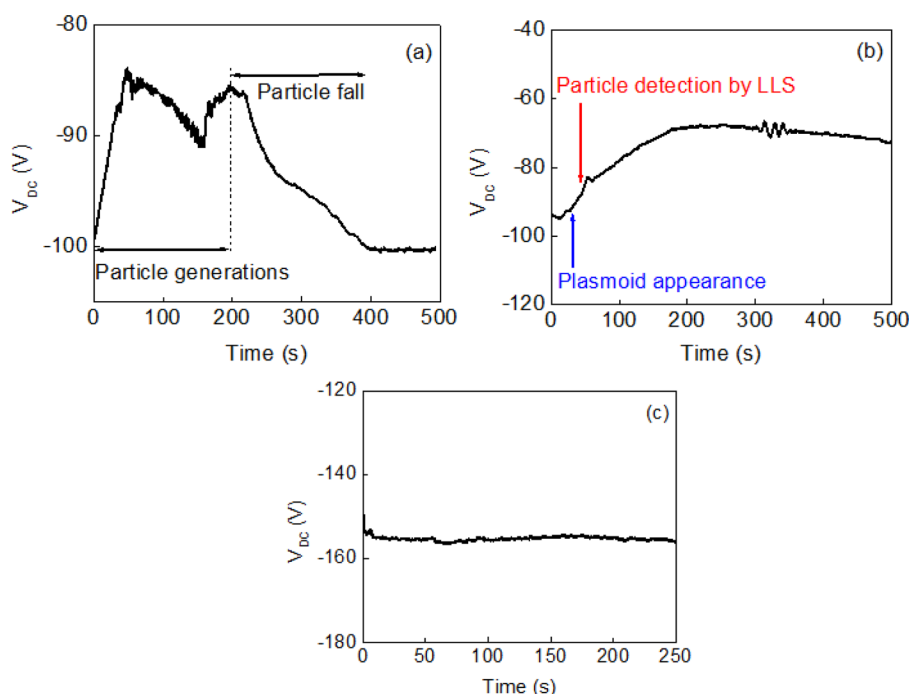 (a)
-80
-90
-100
V_DC (V)
Particle fall
Particle generations
0 100 200 300 400 500
Time (s)
(b)
-40
-60
-80
-100
-120
V_DC (V)
Particle detection by LLS
Plasmoid appearance
0 100 200 300 400 500
Time (s)
(c)
-120
-140
-160
-180
V_DC (V)
0 50 100 150 200 250
Time (s)